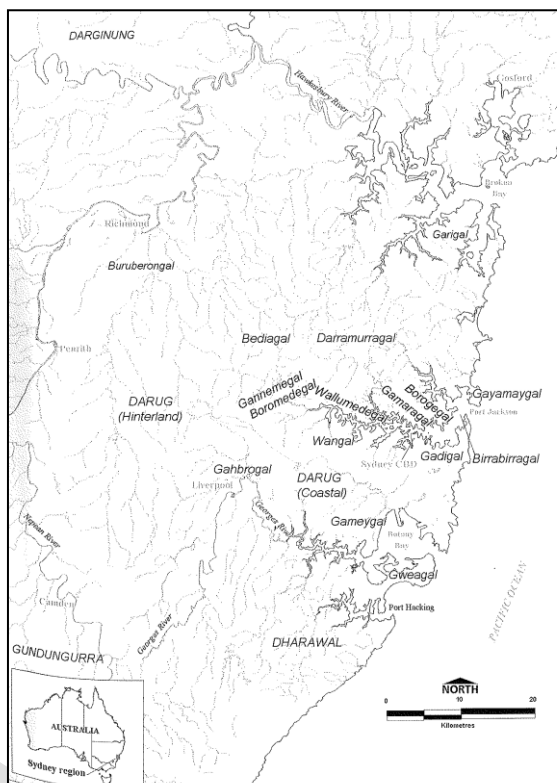 DARGINUNG
Hawkesbury River
Gosford
Broken
Bay
Garigal
Richmond
Buruberongal
Penrith
Bediagal
Darramurragal
DARUG
(Hinterland)
Gannemegal
Boromedegal
Wallumedegal
Gamaragal
Borogegal
Gayamaygal
Port Jackson
Wangal
Gadigal
Birrabirragal
Sydney CBD
Gahbrogal
Liverpool
DARUG
(Coastal)
Georges River
Gameygal
Botany
Bay
Nepean River
Gweagal
Camden
Port Hacking
Georges River
PACIFIC OCEAN
DHARAWAL
GUNDUNGURRA
NORTH
0 10 20
Kilometres
AUSTRALIA
Sydney region